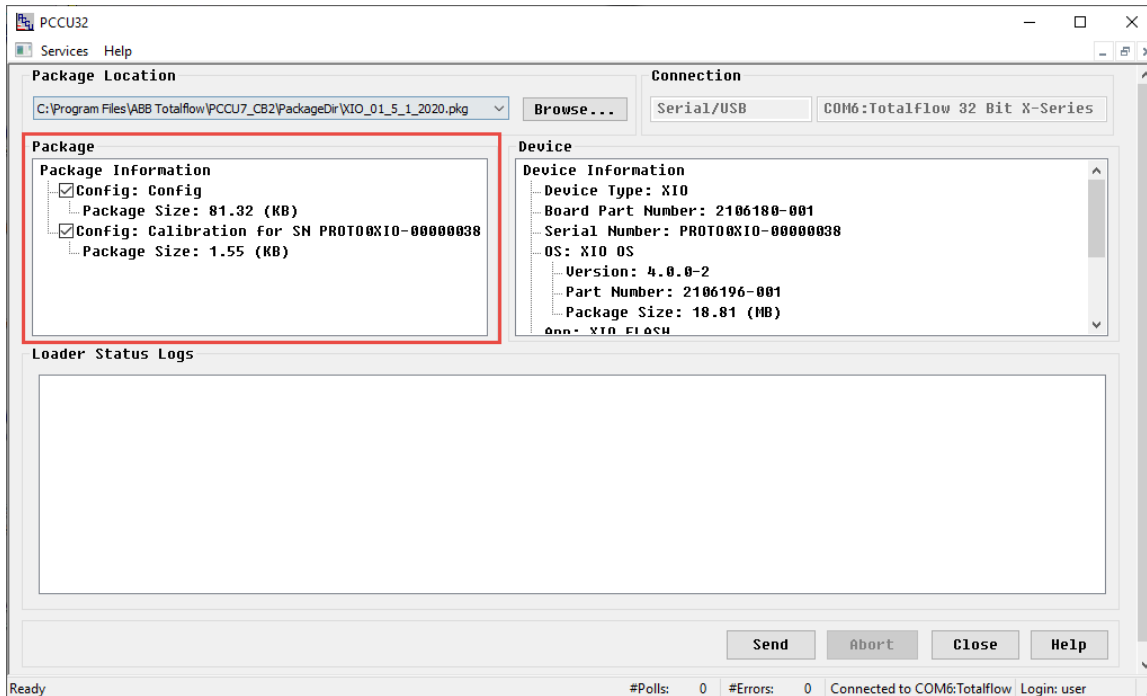 PCCU32
Services Help
Package Location
C:\Program Files\ABB Totalflow\PCCU7_CB2\PackageDir\XIO_01_5_1_2020.pkg
Browse...
Connection
Serial/USB
COM6:Totalflow 32 Bit X-Series
Package
Package Information
Config: Config
Package Size: 81.32 (KB)
Config: Calibration for SN PROTO0XIO-00000038
Package Size: 1.55 (KB)
Device
Device Information
Device Type: XIO
Board Part Number: 2106180-001
Serial Number: PROTO0XIO-00000038
OS: XIO OS
Version: 4.0.0-2
Part Number: 2106196-001
Package Size: 18.81 (MB)
App: XIO FLASH
Loader Status Logs
Send Abort Close Help
Ready #Polls: 0 #Errors: 0 Connected to COM6:Totalflow Login: user